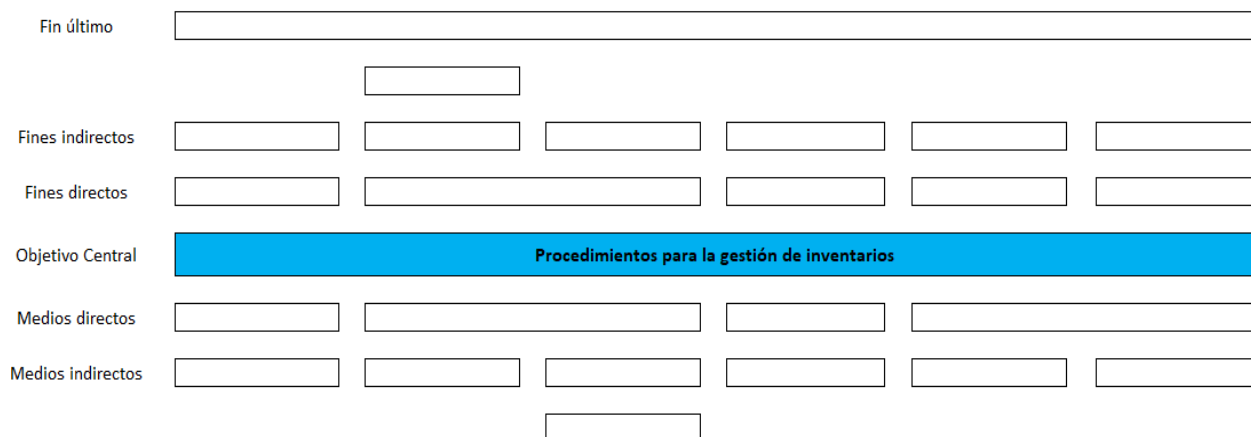 Fin último
Fines indirectos
Fines directos
Objetivo Central
Procedimientos para la gestión de inventarios
Medios directos
Medios indirectos